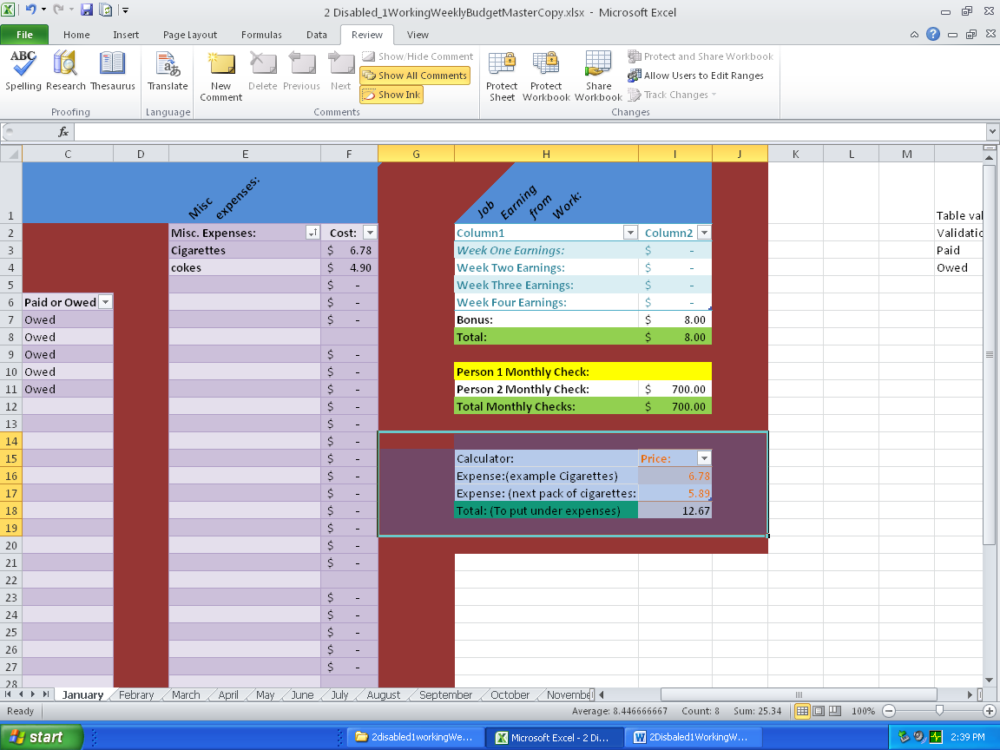 2 Disabled_1WorkingWeeklyBudgetMasterCopy.xlsx - Microsoft Excel
File Home Insert Page Layout Formulas Data Review View
ABC
Spelling Research Thesaurus Translate New Comment Delete Previous Next
Show/Hide Comment
Show All Comments
Show Ink
Protect Sheet Protect Workbook Share Workbook
Protect and Share Workbook
Allow Users to Edit Ranges
Track Changes
Proofing Language Comments Changes
fx
C D E F G H I J K L M
1 Misc expenses: Job Earning from Work: Table val
2 Misc. Expenses: Cost: Column1 Column2 Validatio
3 Cigarettes $ 6.78 Week One Earnings: $ - Paid
4 cokes $ 4.90 Week Two Earnings: $ - Owed
5 $ - Week Three Earnings: $ -
6 Paid or Owed $ - Week Four Earnings: $ -
7 Owed $ - Bonus: $ 8.00
8 Owed Total: $ 8.00
9 Owed $ -
10 Owed $ - Person 1 Monthly Check:
11 Owed $ - Person 2 Monthly Check: $ 700.00
12 $ - Total Monthly Checks: $ 700.00
13 $ -
14 $ -
15 $ - Calculator: Price:
16 $ - Expense:(example Cigarettes) 6.78
17 $ - Expense: (next pack of cigarettes: 5.89
18 $ - Total: (To put under expenses) 12.67
19 $ -
20 $ -
21 $ -
22
23 $ -
24 $ -
25 $ -
26 $ -
27 $ -
28
January Febrary March April May June July August September October Novembe
Ready Average: 8.446666667 Count: 8 Sum: 25.34 100%
start 2disabled1workingWe... Microsoft Excel - 2 Di... 2Disbaled1WorkingW... 2:39 PM